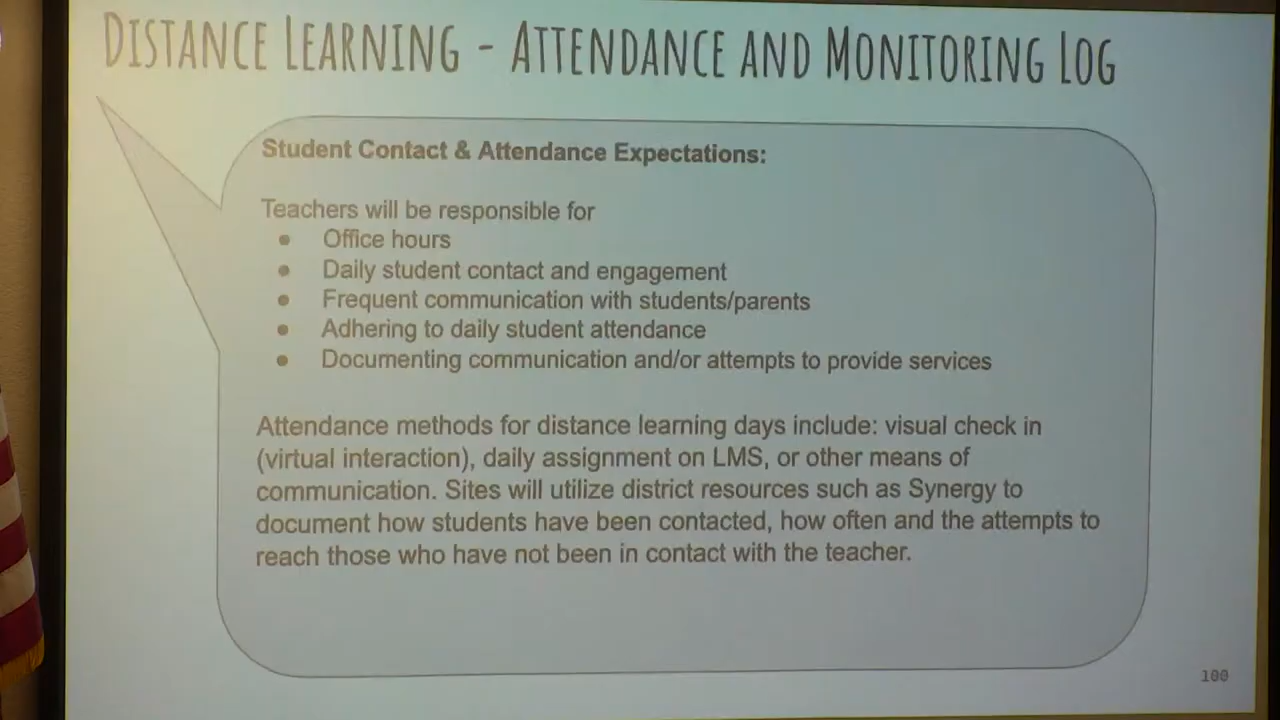 DISTANCE LEARNING - ATTENDANCE AND MONITORING LOG
Student Contact & Attendance Expectations:
Teachers will be responsible for
● Office hours
● Daily student contact and engagement
● Frequent communication with students/parents
● Adhering to daily student attendance
● Documenting communication and/or attempts to provide services
Attendance methods for distance learning days include: visual check in
(virtual interaction), daily assignment on LMS, or other means of
communication. Sites will utilize district resources such as Synergy to
document how students have been contacted, how often and the attempts to
reach those who have not been in contact with the teacher.
100